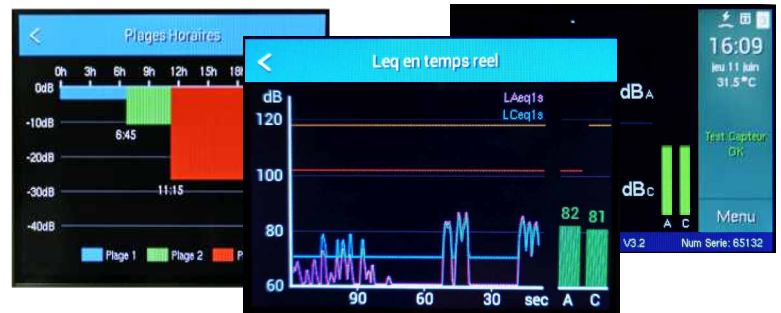 Plages Horaires
0h 3h 6h 9h 12h 15h
0dB
-10dB
-20dB
-30dB
-40dB
6:45
11:15
Plage 1 Plage 2
Leq en temps reel
dB
120
100
80
60
LAeq1s
LCeq1s
82 81
90 60 30 sec A C
16:09
jeu 11 juin
31.5°C
dBA
Test Capteur
OK
dBC
A C
Menu
V3.2 Num Serie: 65132